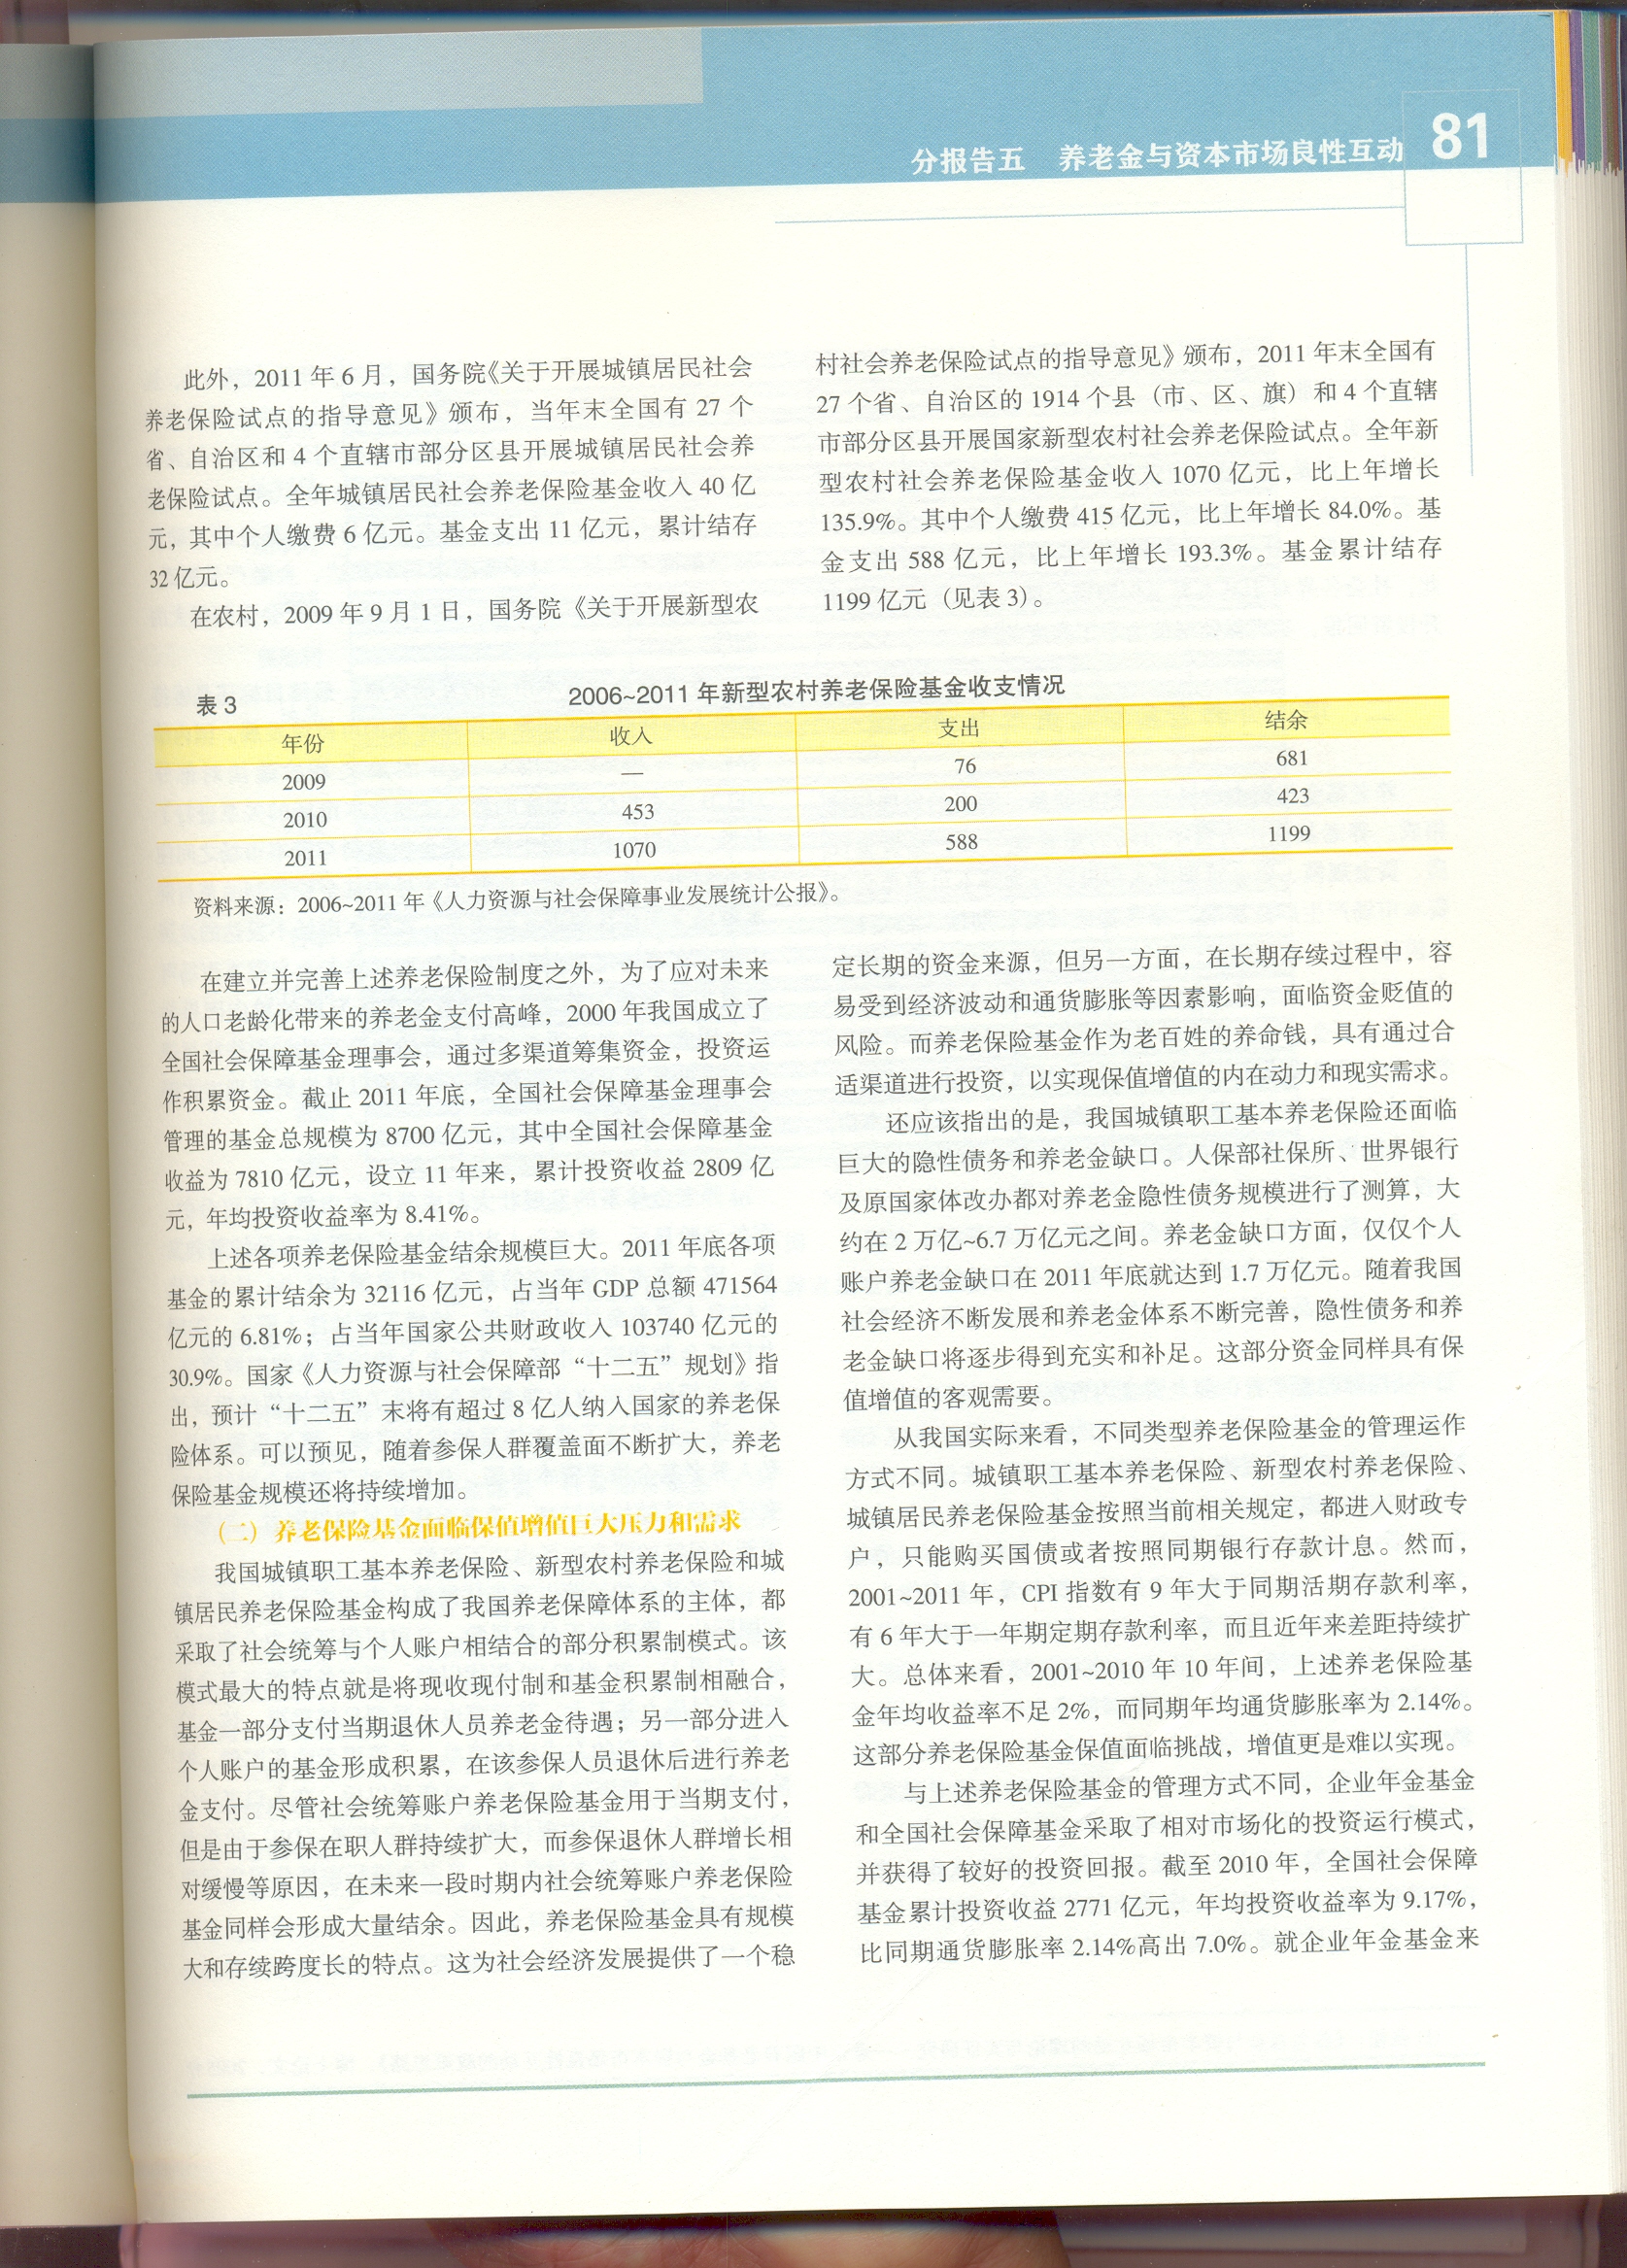 分报告五 养老金与资本市场良性互动 81
此外，2011 年 6 月，国务院《关于开展城镇居民社会
养老保险试点的指导意见》颁布，当年末全国有 27 个
省、自治区和 4 个直辖市部分区县开展城镇居民社会养
老保险试点。全年城镇居民社会养老保险基金收入 40 亿
元，其中个人缴费 6 亿元。基金支出 11 亿元，累计结存
32 亿元。
在农村，2009 年 9 月 1 日，国务院《关于开展新型农
村社会养老保险试点的指导意见》颁布，2011 年末全国有
27 个省、自治区的 1914 个县（市、区、旗）和 4 个直辖
市部分区县开展国家新型农村社会养老保险试点。全年新
型农村社会养老保险基金收入 1070 亿元，比上年增长
135.9%。其中个人缴费 415 亿元，比上年增长 84.0%。基
金支出 588 亿元，比上年增长 193.3%。基金累计结存
1199 亿元（见表 3）。
表 3 2006~2011 年新型农村养老保险基金收支情况
年份 收入 支出 结余
2009 — 76 681
2010 453 200 423
2011 1070 588 1199
资料来源：2006~2011 年《人力资源与社会保障事业发展统计公报》。
在建立并完善上述养老保险制度之外，为了应对未来
的人口老龄化带来的养老金支付高峰，2000 年我国成立了
全国社会保障基金理事会，通过多渠道筹集资金，投资运
作积累资金。截止 2011 年底，全国社会保障基金理事会
管理的基金总规模为 8700 亿元，其中全国社会保障基金
收益为 7810 亿元，设立 11 年来，累计投资收益 2809 亿
元，年均投资收益率为 8.41%。
上述各项养老保险基金结余规模巨大。2011 年底各项
基金的累计结余为 32116 亿元，占当年 GDP 总额 471564
亿元的 6.81%；占当年国家公共财政收入 103740 亿元的
30.9%。国家《人力资源与社会保障部“十二五”规划》指
出，预计“十二五”末将有超过 8 亿人纳入国家的养老保
险体系。可以预见，随着参保人群覆盖面不断扩大，养老
保险基金规模还将持续增加。
（二）养老保险基金面临保值增值巨大压力和需求
我国城镇职工基本养老保险、新型农村养老保险和城
镇居民养老保险基金构成了我国养老保障体系的主体，都
采取了社会统筹与个人账户相结合的部分积累制模式。该
模式最大的特点就是将现收现付制和基金积累制相融合，
基金一部分支付当期退休人员养老金待遇；另一部分进入
个人账户的基金形成积累，在该参保人员退休后进行养老
金支付。尽管社会统筹账户养老保险基金用于当期支付，
但是由于参保在职人群持续扩大，而参保退休人群增长相
对缓慢等原因，在未来一段时期内社会统筹账户养老保险
基金同样会形成大量结余。因此，养老保险基金具有规模
大和存续跨度长的特点。这为社会经济发展提供了一个稳
定长期的资金来源，但另一方面，在长期存续过程中，容
易受到经济波动和通货膨胀等因素影响，面临资金贬值的
风险。而养老保险基金作为老百姓的养命钱，具有通过合
适渠道进行投资，以实现保值增值的内在动力和现实需求。
还应该指出的是，我国城镇职工基本养老保险还面临
巨大的隐性债务和养老金缺口。人保部社保所、世界银行
及原国家体改办都对养老金隐性债务规模进行了测算，大
约在 2 万亿~6.7 万亿元之间。养老金缺口方面，仅仅个人
账户养老金缺口在 2011 年底就达到 1.7 万亿元。随着我国
社会经济不断发展和养老金体系不断完善，隐性债务和养
老金缺口将逐步得到充实和补足。这部分资金同样具有保
值增值的客观需要。
从我国实际来看，不同类型养老保险基金的管理运作
方式不同。城镇职工基本养老保险、新型农村养老保险、
城镇居民养老保险基金按照当前相关规定，都进入财政专
户，只能购买国债或者按照同期银行存款计息。然而，
2001~2011 年，CPI 指数有 9 年大于同期活期存款利率，
有 6 年大于一年期定期存款利率，而且近年来差距持续扩
大。总体来看，2001~2010 年 10 年间，上述养老保险基
金年均收益率不足 2%，而同期年均通货膨胀率为 2.14%。
这部分养老保险基金保值面临挑战，增值更是难以实现。
与上述养老保险基金的管理方式不同，企业年金基金
和全国社会保障基金采取了相对市场化的投资运行模式，
并获得了较好的投资回报。截至 2010 年，全国社会保障
基金累计投资收益 2771 亿元，年均投资收益率为 9.17%，
比同期通货膨胀率 2.14%高出 7.0%。就企业年金基金来